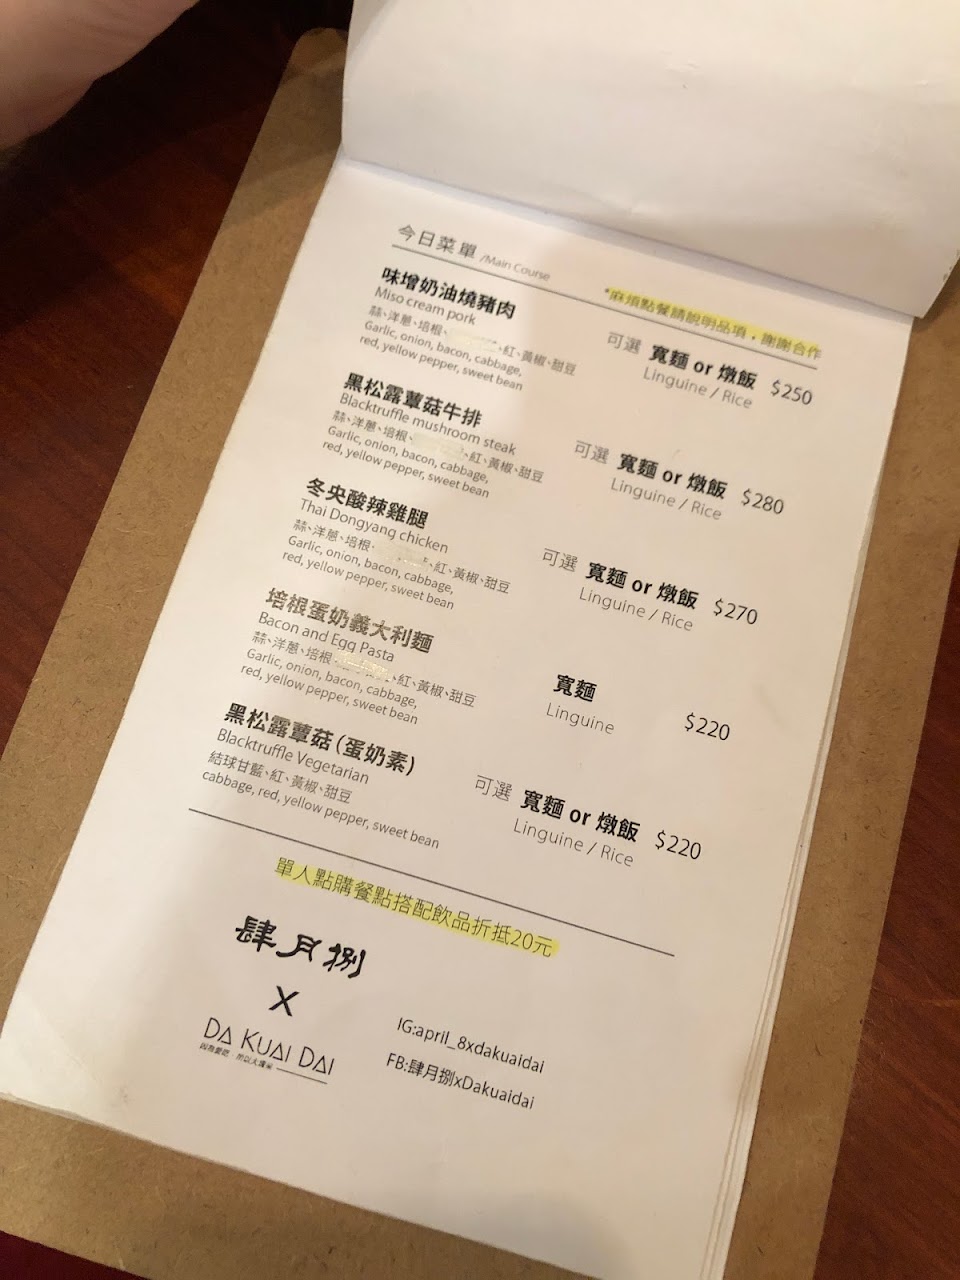 今日菜單 /Main Course
*麻煩點餐請說明品項，謝謝合作
味增奶油燒豬肉
Miso cream pork
蒜、洋蔥、培根、紅、黃椒、甜豆
Garlic, onion, bacon, cabbage,
red, yellow pepper, sweet bean
可選 寬麵 or 燉飯 $250
Linguine / Rice
黑松露蕈菇牛排
Blacktruffle mushroom steak
蒜、洋蔥、培根、紅、黃椒、甜豆
Garlic, onion, bacon, cabbage,
red, yellow pepper, sweet bean
可選 寬麵 or 燉飯 $280
Linguine / Rice
冬央酸辣雞腿
Thai Dongyang chicken
蒜、洋蔥、培根、紅、黃椒、甜豆
Garlic, onion, bacon, cabbage,
red, yellow pepper, sweet bean
可選 寬麵 or 燉飯 $270
Linguine / Rice
培根蛋奶義大利麵
Bacon and Egg Pasta
蒜、洋蔥、培根、紅、黃椒、甜豆
Garlic, onion, bacon, cabbage,
red, yellow pepper, sweet bean
寬麵
Linguine $220
黑松露蕈菇(蛋奶素)
Blacktruffle Vegetarian
結球甘藍、紅、黃椒、甜豆
cabbage, red, yellow pepper, sweet bean
可選 寬麵 or 燉飯 $220
Linguine / Rice
單人點購餐點搭配飲品折抵20元
肆月捌
X
DA KUAI DAI
IG:april_8xdakuaidai
FB:肆月捌xDakuaidai